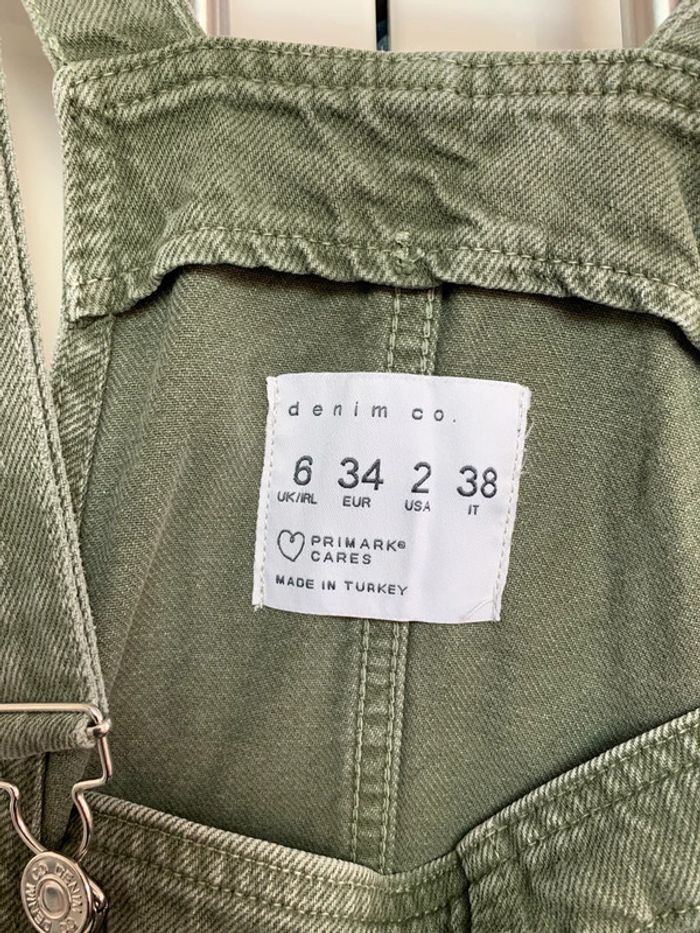 denim co.
6 34 2 38
UK/IRL EUR USA IT
PRIMARK®
CARES
MADE IN TURKEY
DENIM CO. DENIM CO.